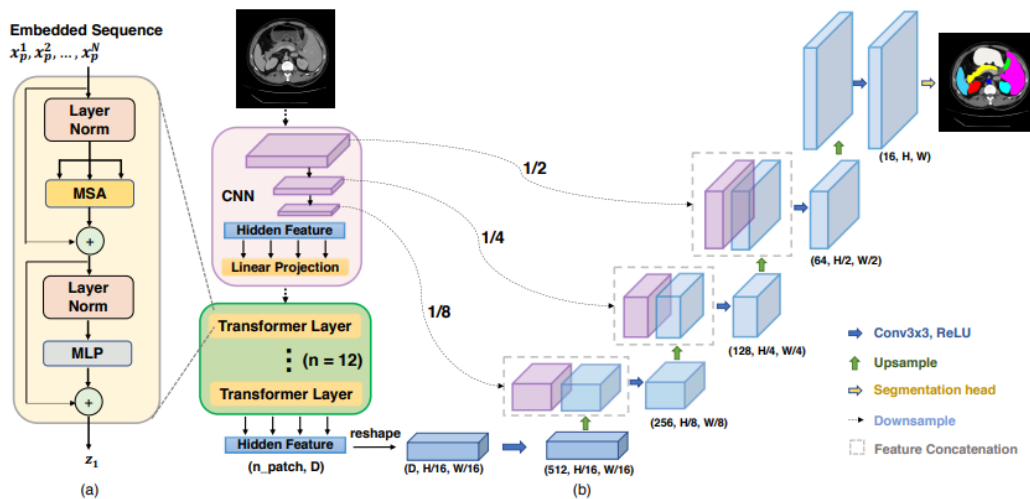 Embedded Sequence
x_p^1, x_p^2, ..., x_p^N
Layer
Norm
MSA
+
Layer
Norm
MLP
+
z_1
(a)
CNN
Hidden Feature
Linear Projection
Transformer Layer
⋮ (n = 12)
Transformer Layer
Hidden Feature
(n_patch, D)
reshape
(D, H/16, W/16)
(512, H/16, W/16)
(b)
1/2
1/4
1/8
(256, H/8, W/8)
(128, H/4, W/4)
(64, H/2, W/2)
(16, H, W)
Conv3x3, ReLU
Upsample
Segmentation head
Downsample
Feature Concatenation